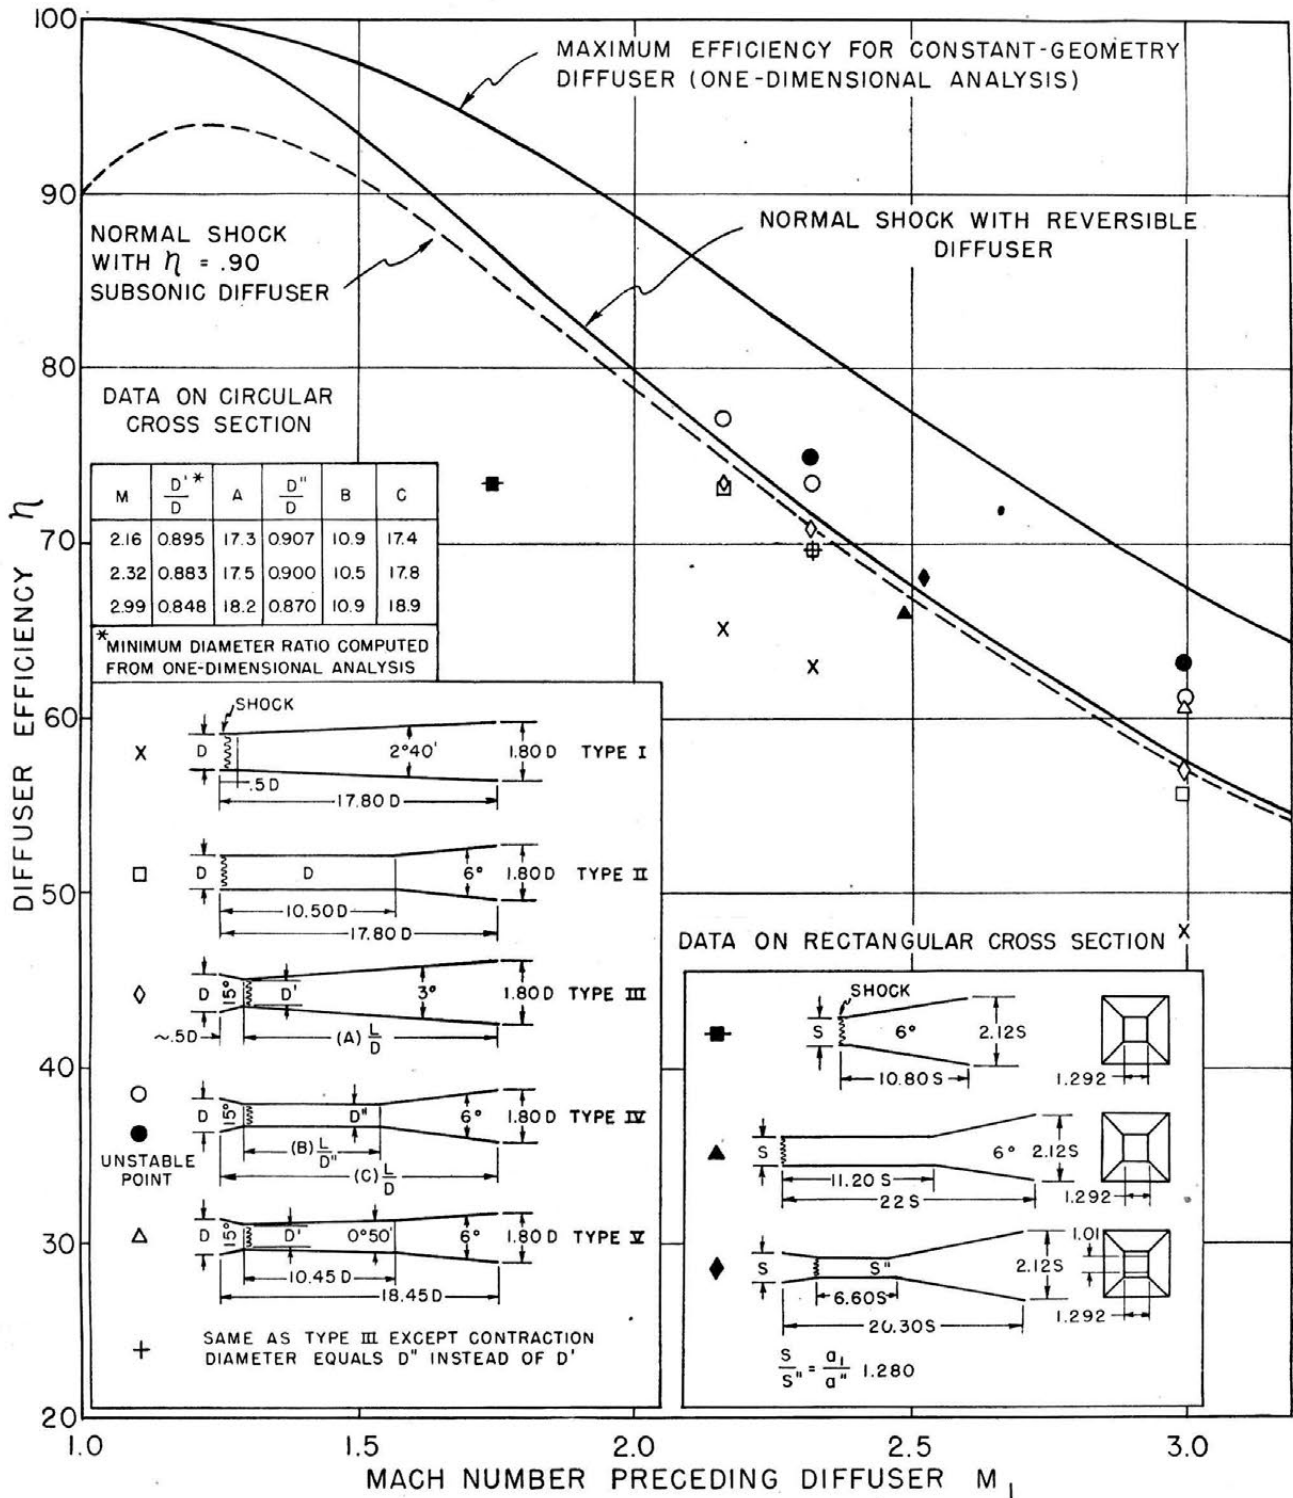 100
90
80
70
60
50
40
30
20
1.0
1.5
2.0
2.5
3.0
DIFFUSER EFFICIENCY η
MACH NUMBER PRECEDING DIFFUSER M₁
MAXIMUM EFFICIENCY FOR CONSTANT-GEOMETRY
DIFFUSER (ONE-DIMENSIONAL ANALYSIS)
NORMAL SHOCK WITH REVERSIBLE
DIFFUSER
NORMAL SHOCK
WITH η = .90
SUBSONIC DIFFUSER
DATA ON CIRCULAR
CROSS SECTION
M D'/D* A D"/D B C
2.16 0.895 17.3 0.907 10.9 17.4
2.32 0.883 17.5 0.900 10.5 17.8
2.99 0.848 18.2 0.870 10.9 18.9
*MINIMUM DIAMETER RATIO COMPUTED
FROM ONE-DIMENSIONAL ANALYSIS
SHOCK
X D 2°40' 1.80 D TYPE I
.5D
17.80 D
D D 6° 1.80 D TYPE II
10.50 D
17.80 D
D 15° D' 3° 1.80 D TYPE III
~.5D (A) L/D
D 15° D" 6° 1.80 D TYPE IV
(B) L/D"
(C) L/D
UNSTABLE
POINT
D 15° D' 0°50' 6° 1.80 D TYPE V
10.45 D
18.45 D
+ SAME AS TYPE III EXCEPT CONTRACTION
DIAMETER EQUALS D" INSTEAD OF D'
DATA ON RECTANGULAR CROSS SECTION
SHOCK
S 6° 2.12S
10.80 S 1.292
S 6° 2.12S
11.20 S
22 S 1.292
1.01
S S" 2.12S
6.60S
20.30S 1.292
S/S" = a₁/a" 1.280